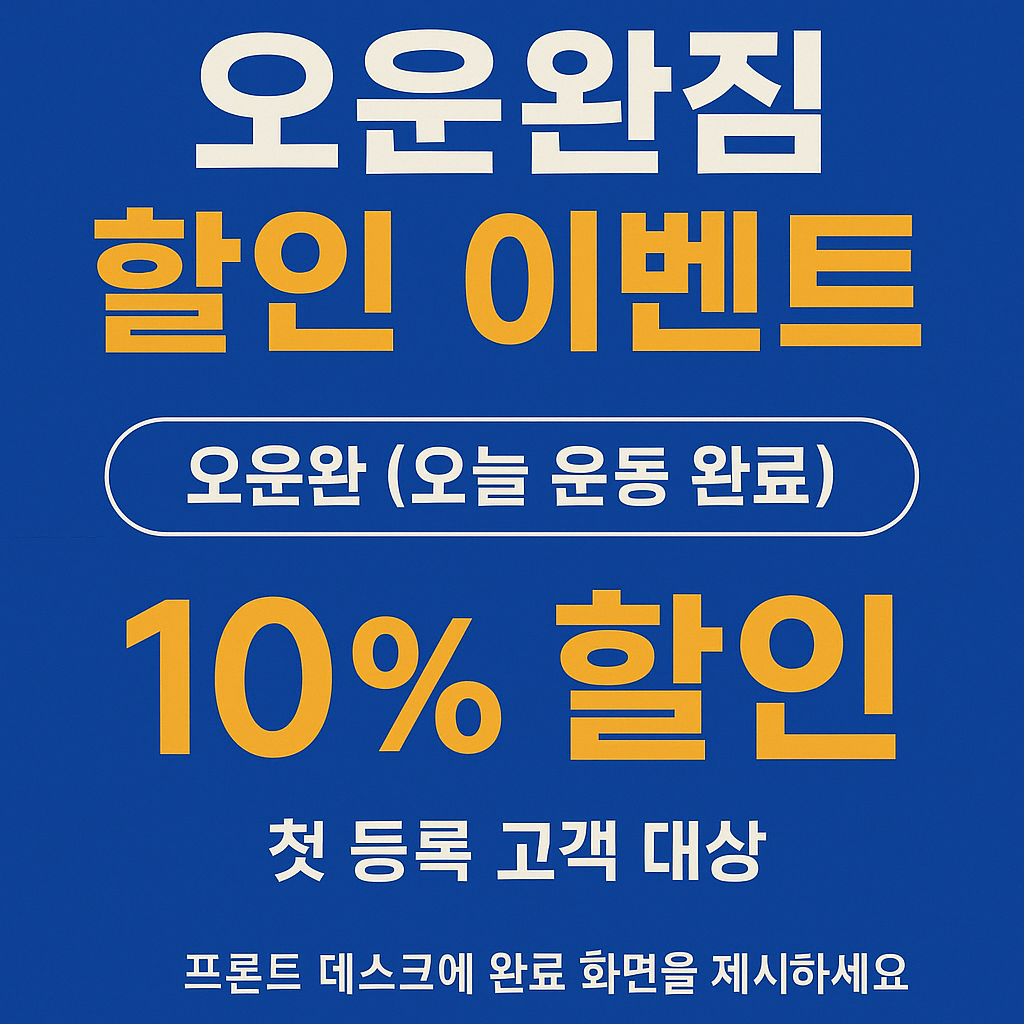 오운완짐
할인 이벤트
오운완 (오늘 운동 완료)
10% 할인
첫 등록 고객 대상
프론트 데스크에 완료 화면을 제시하세요